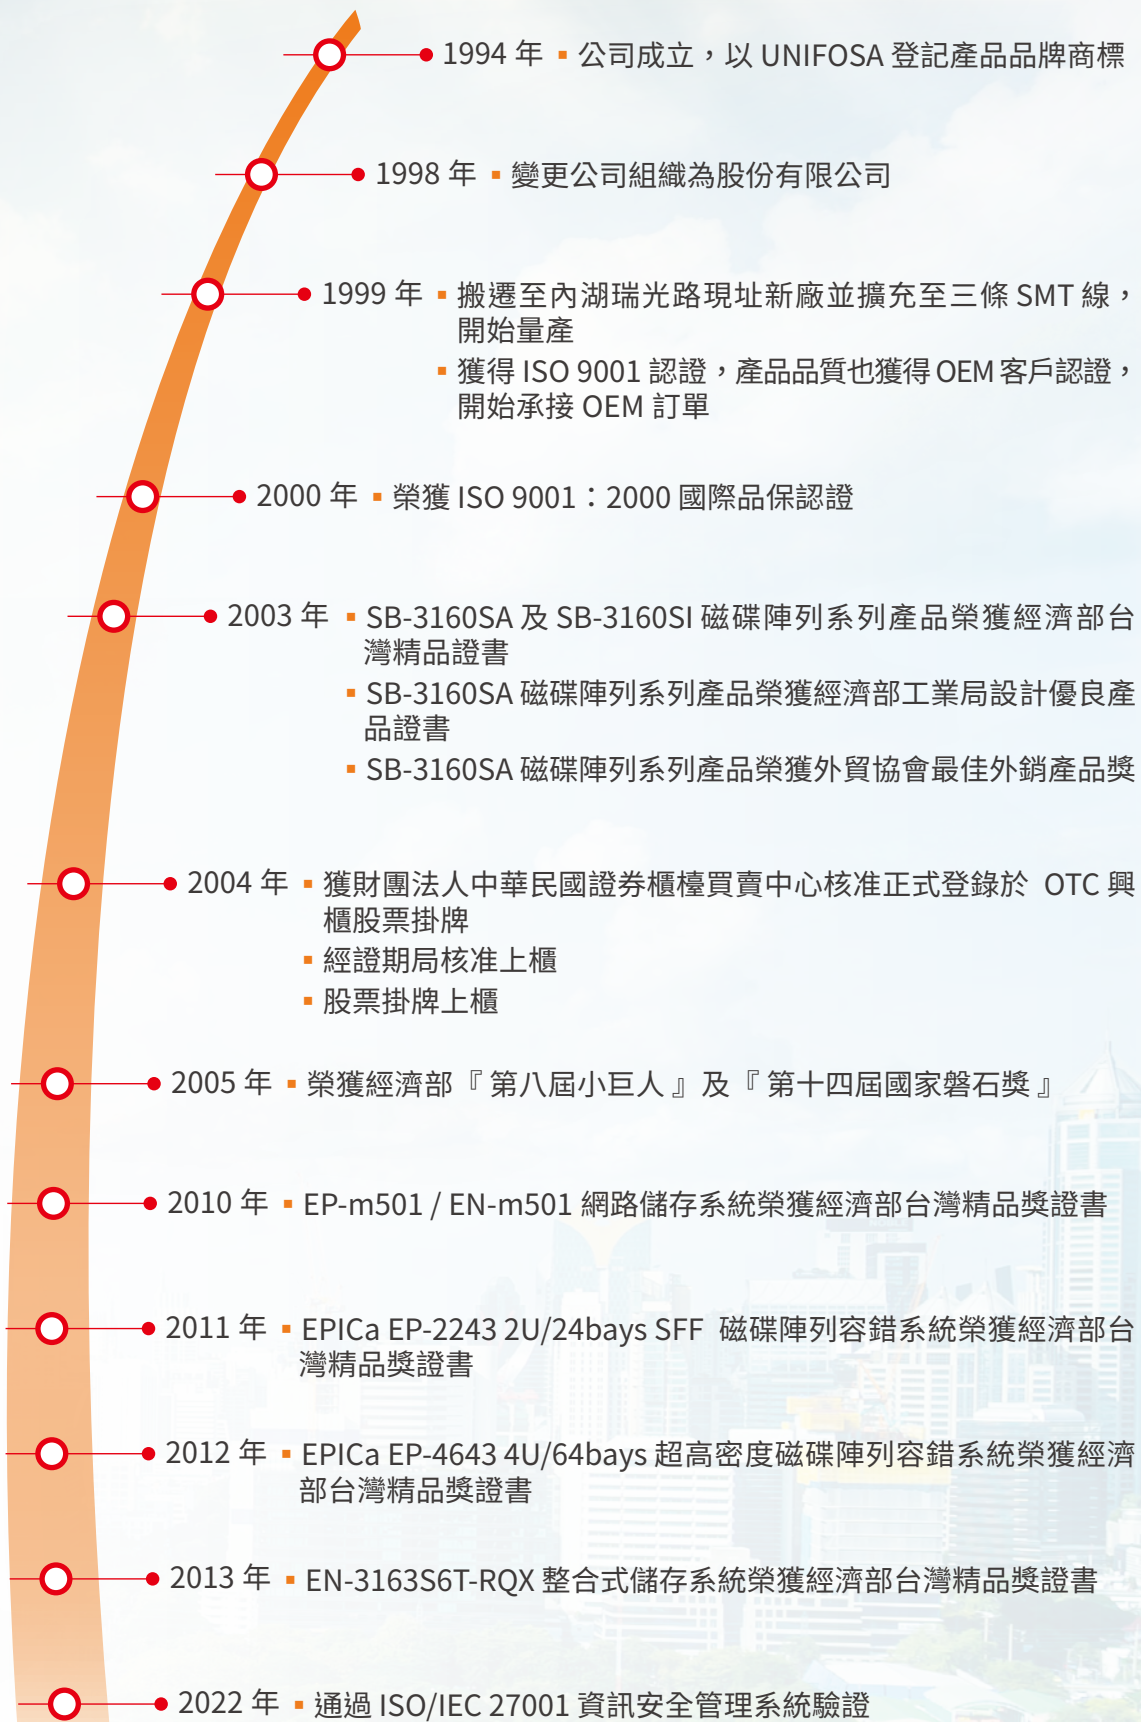 1994 年 ▪ 公司成立，以 UNIFOSA 登記產品品牌商標
1998 年 ▪ 變更公司組織為股份有限公司
1999 年 ▪ 搬遷至內湖瑞光路現址新廠並擴充至三條 SMT 線，
開始量產
▪ 獲得 ISO 9001 認證，產品品質也獲得 OEM 客戶認證，
開始承接 OEM 訂單
2000 年 ▪ 榮獲 ISO 9001：2000 國際品保認證
2003 年 ▪ SB-3160SA 及 SB-3160SI 磁碟陣列系列產品榮獲經濟部台
灣精品證書
▪ SB-3160SA 磁碟陣列系列產品榮獲經濟部工業局設計優良產
品證書
▪ SB-3160SA 磁碟陣列系列產品榮獲外貿協會最佳外銷產品獎
2004 年 ▪ 獲財團法人中華民國證券櫃檯買賣中心核准正式登錄於 OTC 興
櫃股票掛牌
▪ 經證期局核准上櫃
▪ 股票掛牌上櫃
2005 年 ▪ 榮獲經濟部『 第八屆小巨人 』及『 第十四屆國家磐石獎 』
2010 年 ▪ EP-m501 / EN-m501 網路儲存系統榮獲經濟部台灣精品獎證書
2011 年 ▪ EPICa EP-2243 2U/24bays SFF 磁碟陣列容錯系統榮獲經濟部台
灣精品獎證書
2012 年 ▪ EPICa EP-4643 4U/64bays 超高密度磁碟陣列容錯系統榮獲經濟
部台灣精品獎證書
2013 年 ▪ EN-3163S6T-RQX 整合式儲存系統榮獲經濟部台灣精品獎證書
2022 年 ▪ 通過 ISO/IEC 27001 資訊安全管理系統驗證